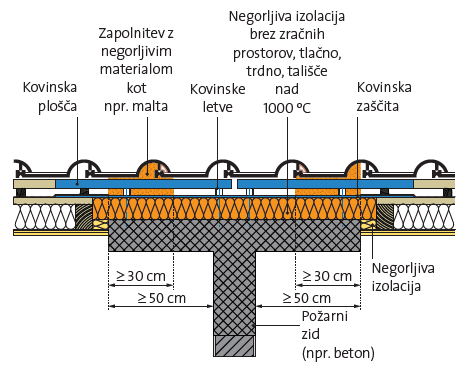 Zapolnitev z
negorljivim
materialom
kot
npr. malta
Negorljiva izolacija
brez zračnih
prostorov, tlačno,
trdno, tališče
nad
1000 ºC
Kovinska
plošča
Kovinske
letve
Kovinska
zaščita
≥ 30 cm
≥ 30 cm
≥ 50 cm
≥ 50 cm
Negorljiva
izolacija
Požarni
zid
(npr. beton)